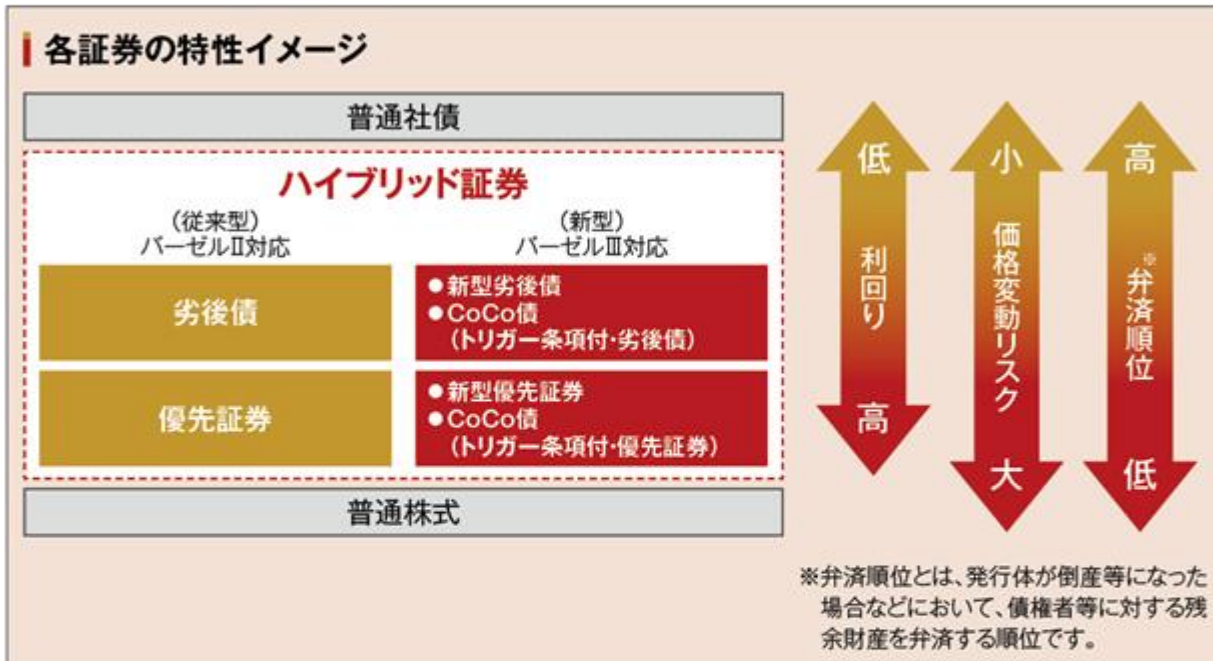 各証券の特性イメージ
普通社債
ハイブリッド証券
(従来型)
バーゼルⅡ対応
(新型)
バーゼルⅢ対応
劣後債
●新型劣後債
●CoCo債
(トリガー条項付・劣後債)
優先証券
●新型優先証券
●CoCo債
(トリガー条項付・優先証券)
普通株式
低
利回り
高
小
価格変動リスク
大
高
※弁済順位
低
※弁済順位とは、発行体が倒産等になった
場合などにおいて、債権者等に対する残
余財産を弁済する順位です。